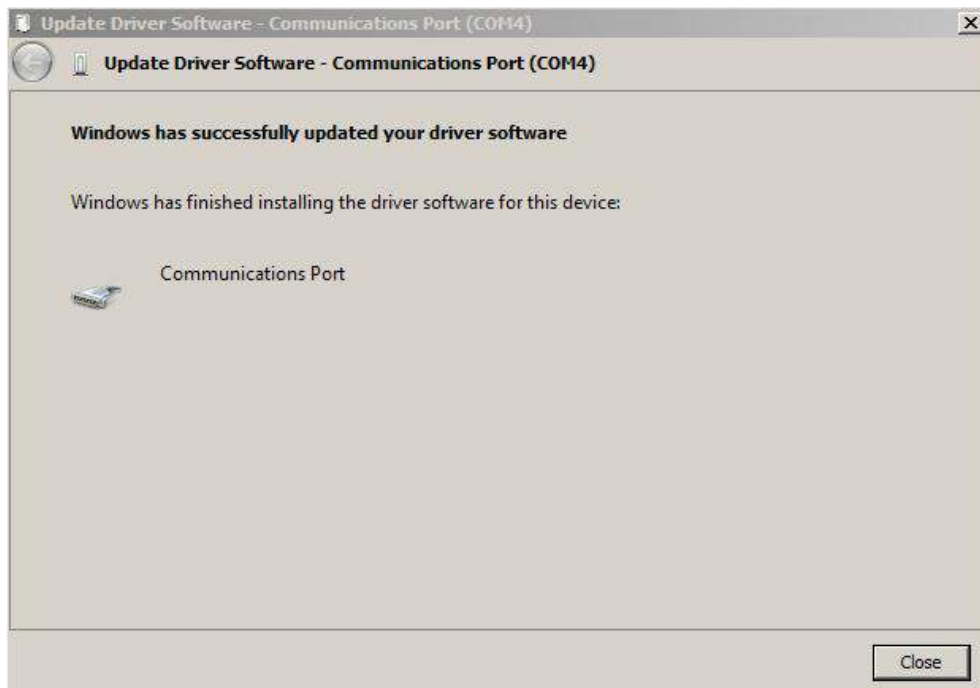 Update Driver Software - Communications Port (COM4)
Update Driver Software - Communications Port (COM4)
Windows has successfully updated your driver software
Windows has finished installing the driver software for this device:
Communications Port
Close